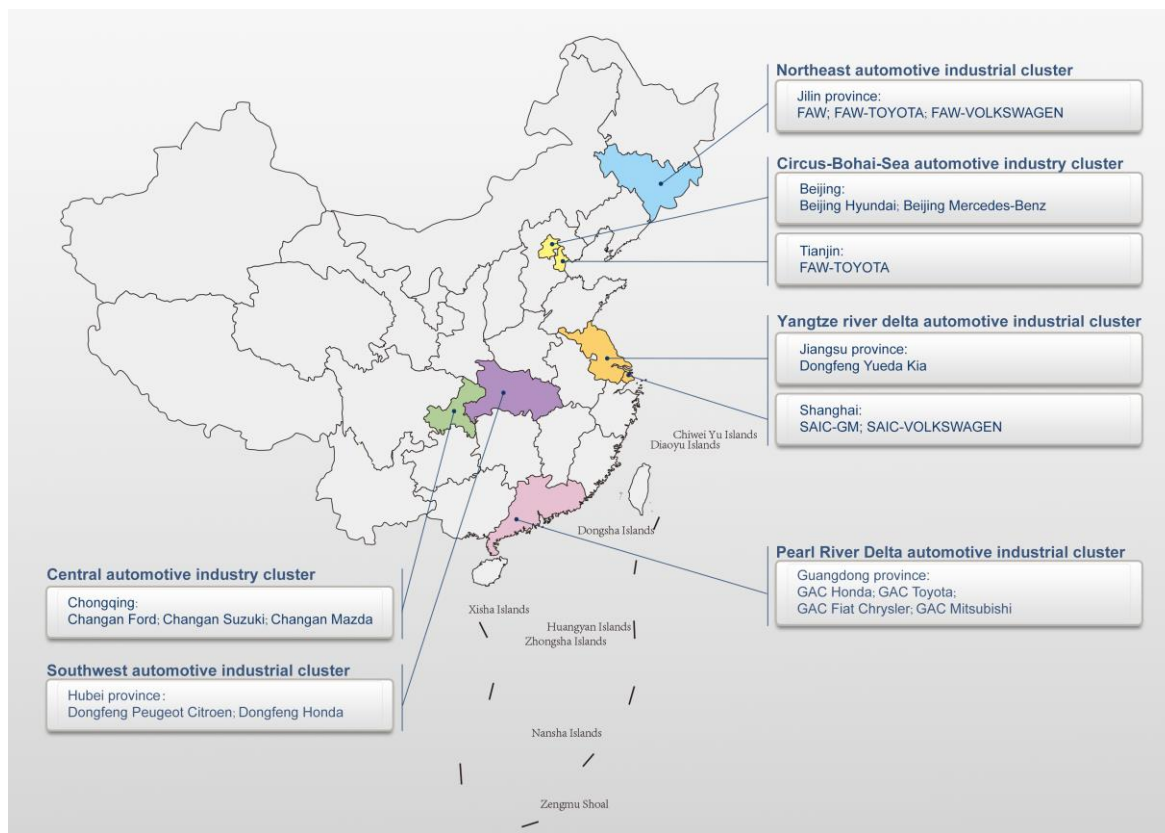 Northeast automotive industrial cluster
Jilin province:
FAW; FAW-TOYOTA; FAW-VOLKSWAGEN
Circus-Bohai-Sea automotive industry cluster
Beijing:
Beijing Hyundai; Beijing Mercedes-Benz
Tianjin:
FAW-TOYOTA
Yangtze river delta automotive industrial cluster
Jiangsu province:
Dongfeng Yueda Kia
Shanghai:
SAIC-GM; SAIC-VOLKSWAGEN
Chiwei Yu Islands
Diaoyu Islands
Dongsha Islands
Pearl River Delta automotive industrial cluster
Guangdong province:
GAC Honda; GAC Toyota;
GAC Fiat Chrysler; GAC Mitsubishi
Central automotive industry cluster
Chongqing:
Changan Ford; Changan Suzuki; Changan Mazda
Southwest automotive industrial cluster
Hubei province:
Dongfeng Peugeot Citroen; Dongfeng Honda
Xisha Islands
Huangyan Islands
Zhongsha Islands
Nansha Islands
Zengmu Shoal